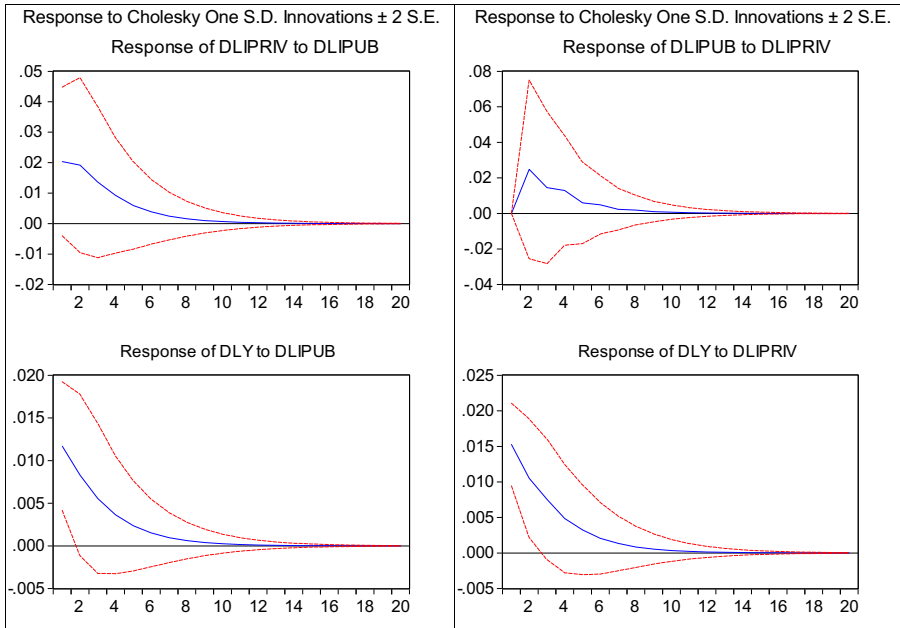 Response to Cholesky One S.D. Innovations ± 2 S.E.
Response of DLIPRIV to DLIPUB
.05
.04
.03
.02
.01
.00
-.01
-.02
2 4 6 8 10 12 14 16 18 20
Response of DLY to DLIPUB
.020
.015
.010
.005
.000
-.005
2 4 6 8 10 12 14 16 18 20
Response to Cholesky One S.D. Innovations ± 2 S.E.
Response of DLIPUB to DLIPRIV
.08
.06
.04
.02
.00
-.02
-.04
2 4 6 8 10 12 14 16 18 20
Response of DLY to DLIPRIV
.025
.020
.015
.010
.005
.000
-.005
2 4 6 8 10 12 14 16 18 20